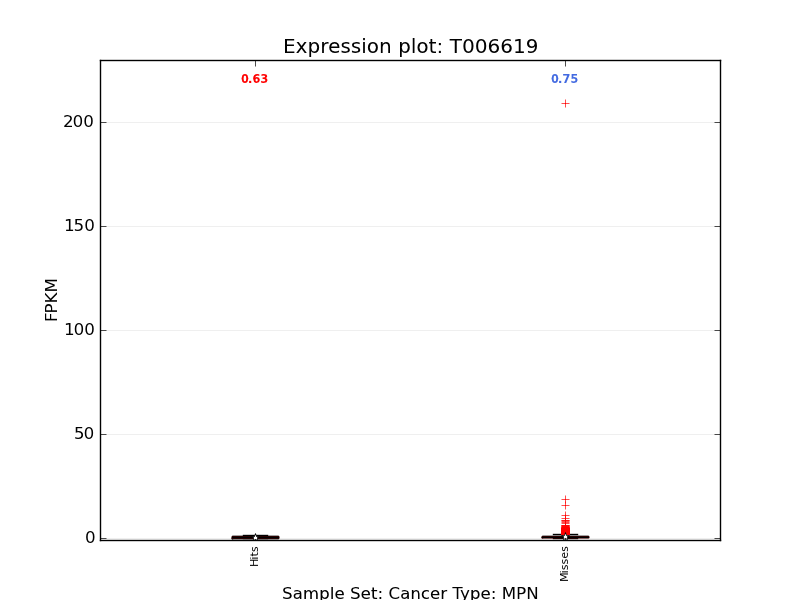 Expression plot: T006619
0.63
0.75
200
150
100
50
0
FPKM
Hits
Misses
Sample Set: Cancer Type: MPN